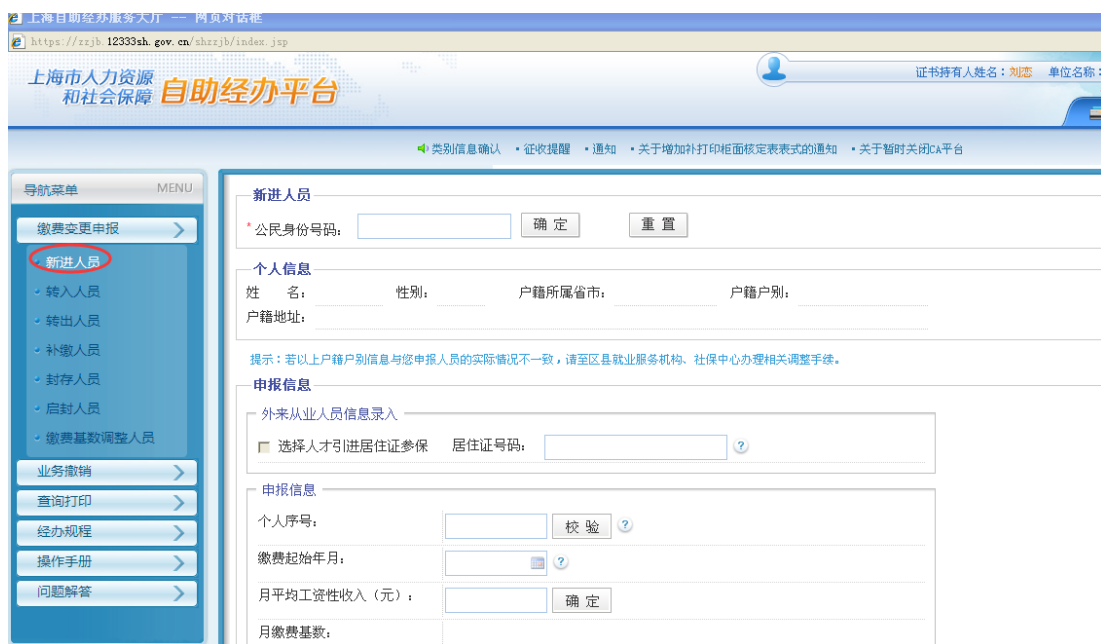 上海自助经办服务大厅 -- 网页对话框
https://zzjb.12333sh.gov.cn/shzzjb/index.jsp
上海市人力资源
和社会保障 自助经办平台
证书持有人姓名：刘恋 单位名称：
类别信息确认 • 征收提醒 • 通知 • 关于增加补打印柜面核定表表式的通知 • 关于暂时关闭CA平台
导航菜单 MENU
缴费变更申报
新进人员
转入人员
转出人员
补缴人员
封存人员
启封人员
缴费基数调整人员
业务撤销
查询打印
经办规程
操作手册
问题解答
新进人员
*公民身份号码： 确 定 重 置
个人信息
姓 名： 性别： 户籍所属省市： 户籍户别：
户籍地址：
提示：若以上户籍户别信息与您申报人员的实际情况不一致，请至区县就业服务机构、社保中心办理相关调整手续。
申报信息
外来从业人员信息录入
选择人才引进居住证参保 居住证号码： ?
申报信息
个人序号： 校 验 ?
缴费起始年月： ?
月平均工资性收入（元）： 确 定
月缴费基数：